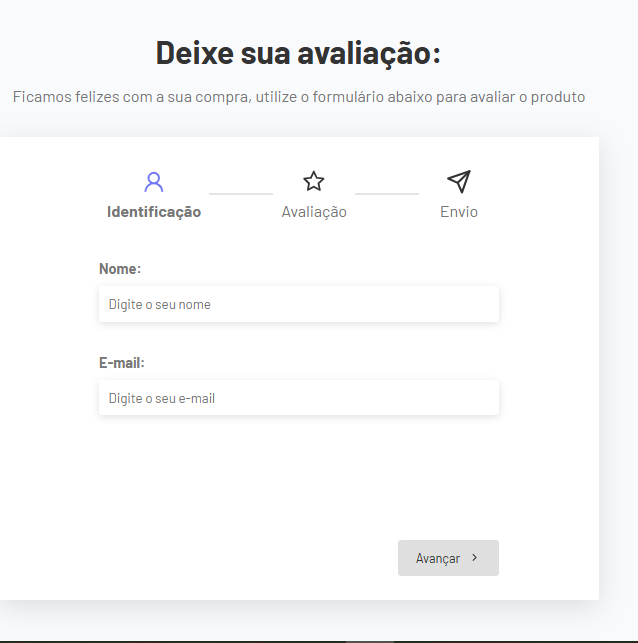 Deixe sua avaliação:
Ficamos felizes com a sua compra, utilize o formulário abaixo para avaliar o produto
Identificação
Avaliação
Envio
Nome:
Digite o seu nome
E-mail:
Digite o seu e-mail
Avançar